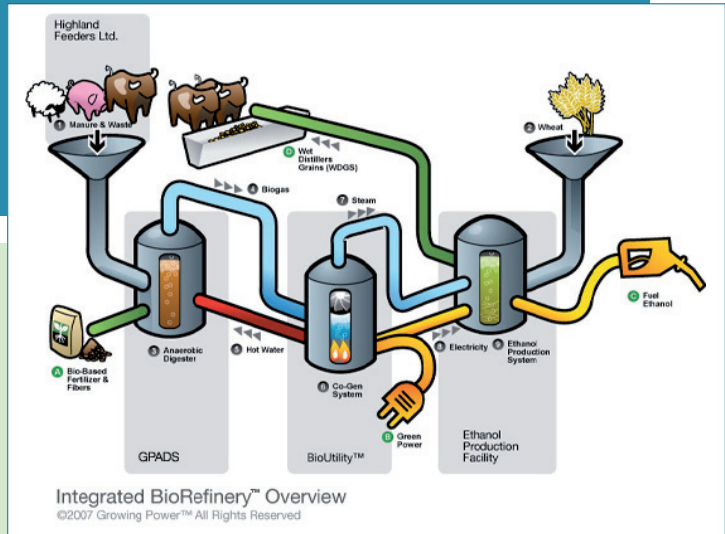 Highland
Feeders Ltd.
1 Manure & Waste
2 Wheat
D Wet
Distillers
Grains (WDGS)
4 Biogas
7 Steam
C Fuel
Ethanol
3 Anaerobic
Digester
5 Hot Water
8 Electricity
9 Ethanol
Production
System
A Bio-Based
Fertilizer &
Fibers
6 Co-Gen
System
B Green
Power
GPADS
BioUtility™
Ethanol
Production
Facility
Integrated BioRefinery™ Overview
©2007 Growing Power™ All Rights Reserved